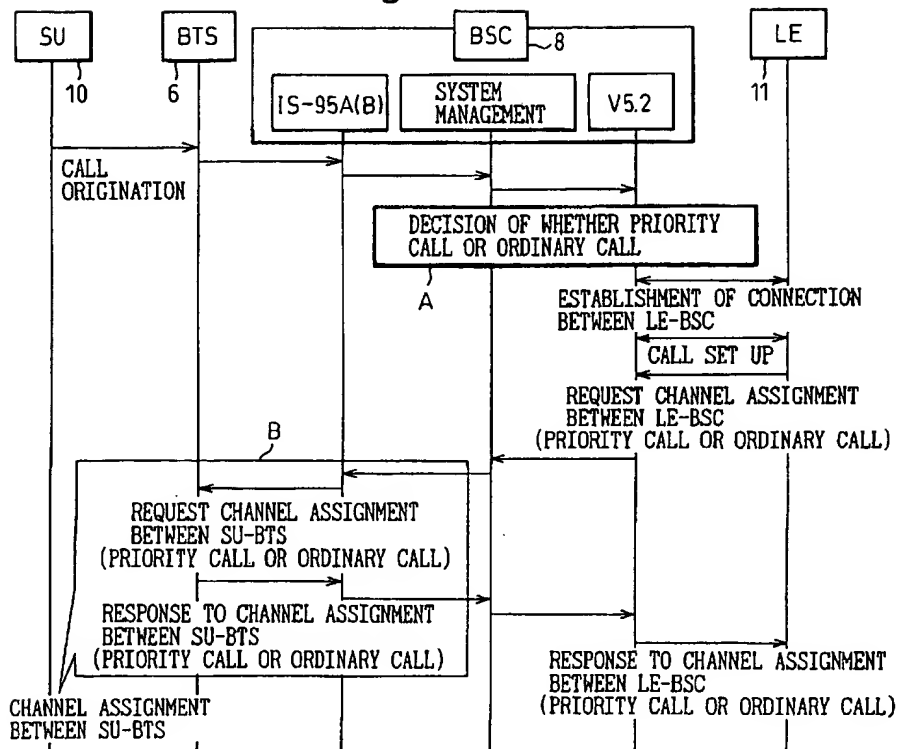 SU
BTS
BSC
8
LE
10
6
11
IS-95A(B)
SYSTEM
MANAGEMENT
V5.2
CALL
ORIGINATION
DECISION OF WHETHER PRIORITY
CALL OR ORDINARY CALL
A
ESTABLISHMENT OF CONNECTION
BETWEEN LE-BSC
CALL SET UP
REQUEST CHANNEL ASSIGNMENT
BETWEEN LE-BSC
(PRIORITY CALL OR ORDINARY CALL)
B
REQUEST CHANNEL ASSIGNMENT
BETWEEN SU-BTS
(PRIORITY CALL OR ORDINARY CALL)
RESPONSE TO CHANNEL ASSIGNMENT
BETWEEN SU-BTS
(PRIORITY CALL OR ORDINARY CALL)
RESPONSE TO CHANNEL ASSIGNMENT
BETWEEN LE-BSC
(PRIORITY CALL OR ORDINARY CALL)
CHANNEL ASSIGNMENT
BETWEEN SU-BTS